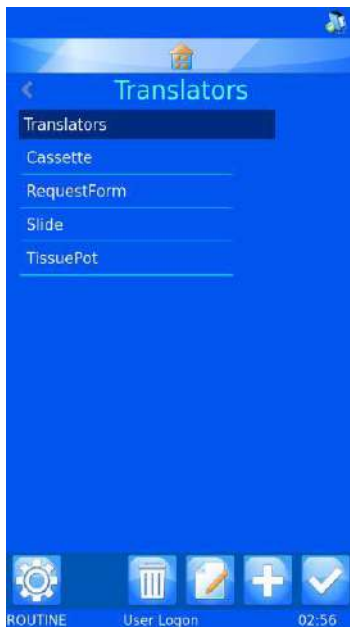 Translators
Translators
Cassette
RequestForm
Slide
TissuePot
ROUTINE User Logon 02:56